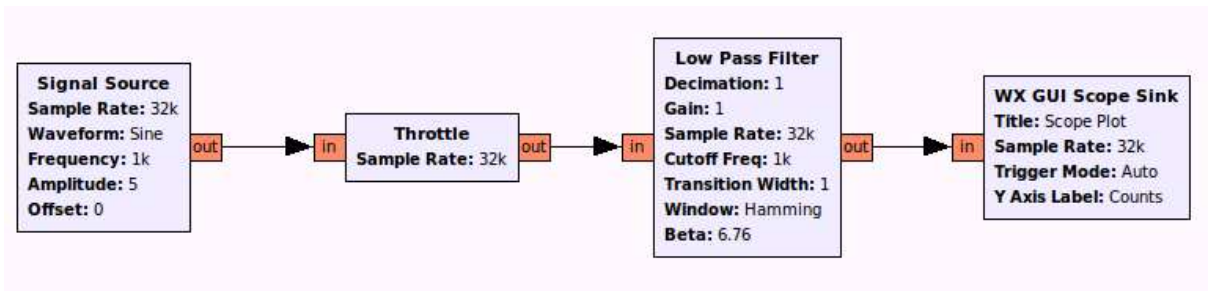 Signal Source
Sample Rate: 32k
Waveform: Sine
Frequency: 1k
Amplitude: 5
Offset: 0
out
in
Throttle
Sample Rate: 32k
out
in
Low Pass Filter
Decimation: 1
Gain: 1
Sample Rate: 32k
Cutoff Freq: 1k
Transition Width: 1
Window: Hamming
Beta: 6.76
out
in
WX GUI Scope Sink
Title: Scope Plot
Sample Rate: 32k
Trigger Mode: Auto
Y Axis Label: Counts